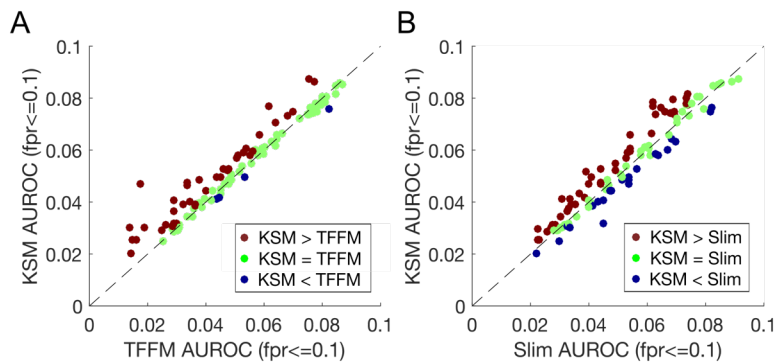 A
0.1
0.08
0.06
0.04
0.02
0
KSM AUROC (fpr<=0.1)
KSM > TFFM
KSM = TFFM
KSM < TFFM
0 0.02 0.04 0.06 0.08 0.1
TFFM AUROC (fpr<=0.1)
B
0.1
0.08
0.06
0.04
0.02
0
KSM AUROC (fpr<=0.1)
KSM > Slim
KSM = Slim
KSM < Slim
0 0.02 0.04 0.06 0.08 0.1
Slim AUROC (fpr<=0.1)